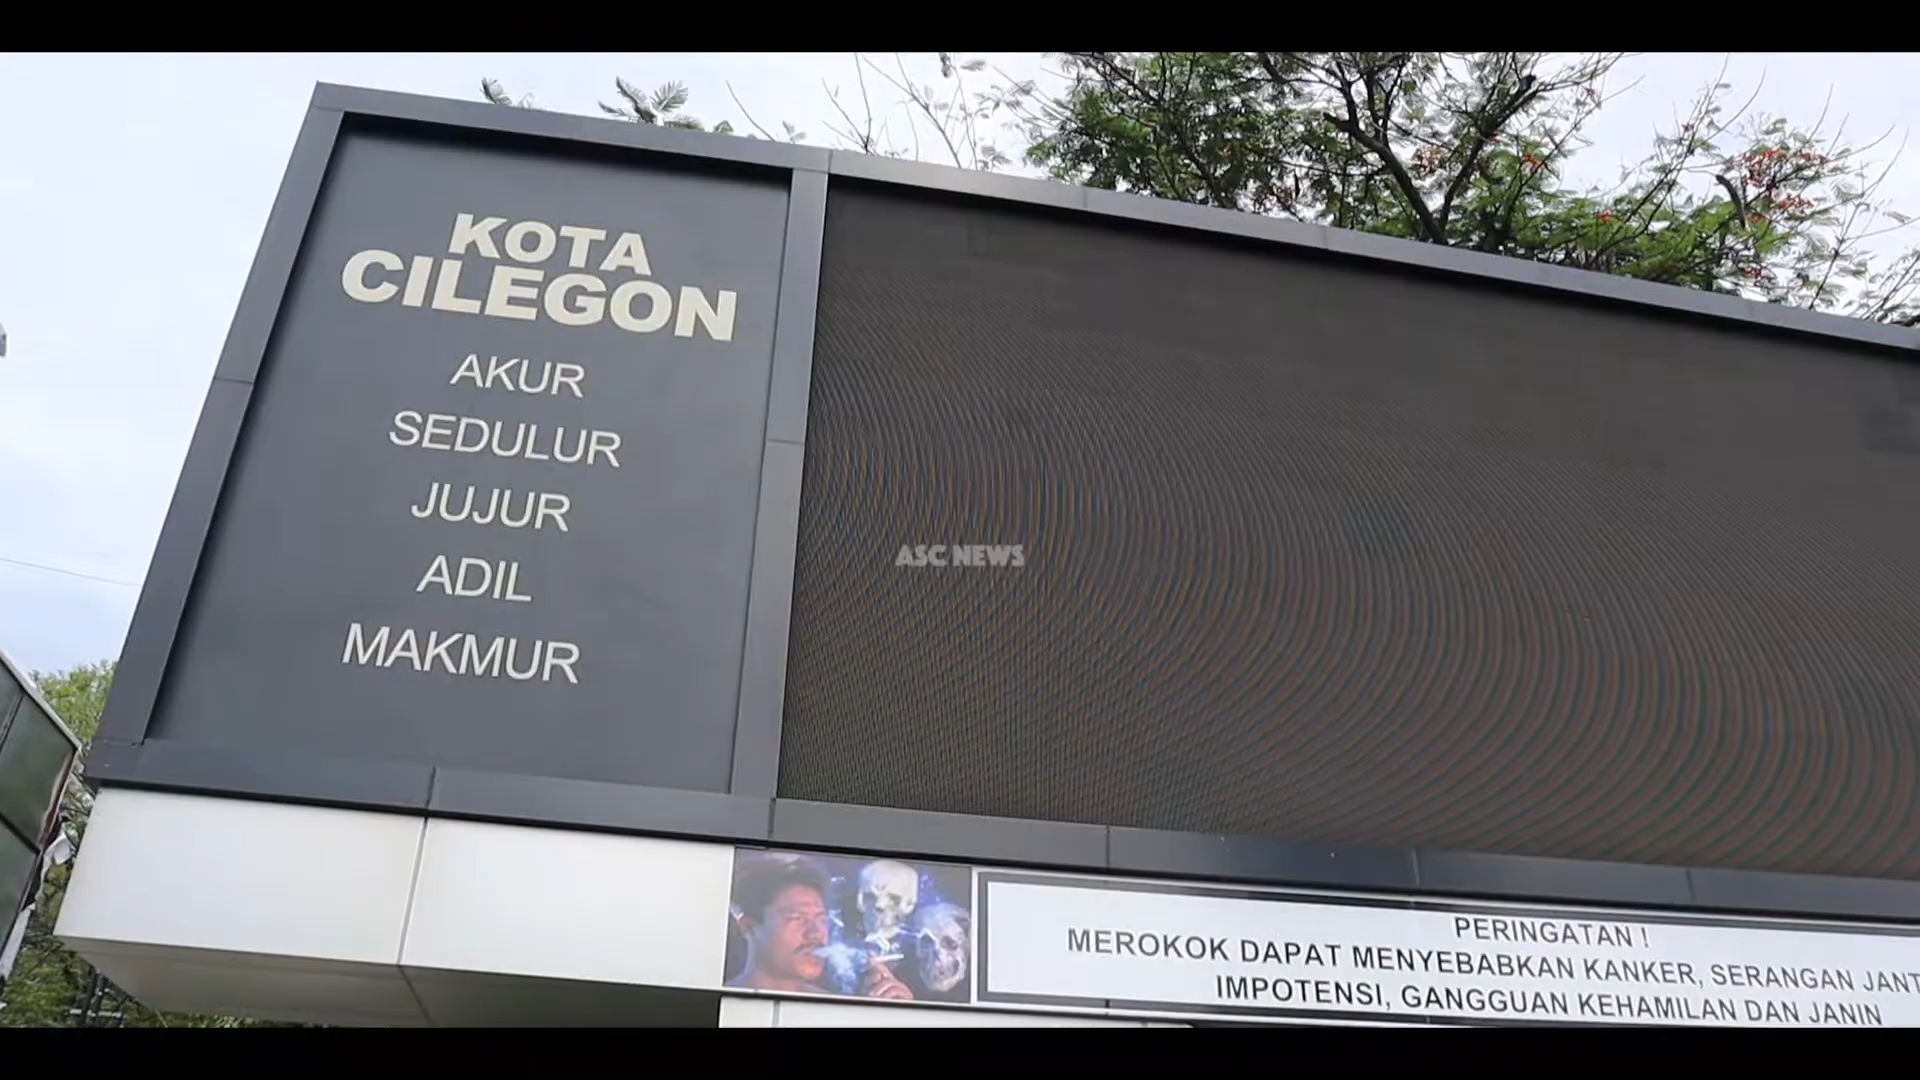 KOTA
CILEGON
AKUR
SEDULUR
JUJUR
ADIL
MAKMUR
ASC NEWS
PERINGATAN !
MEROKOK DAPAT MENYEBABKAN KANKER, SERANGAN JANT
IMPOTENSI, GANGGUAN KEHAMILAN DAN JANIN